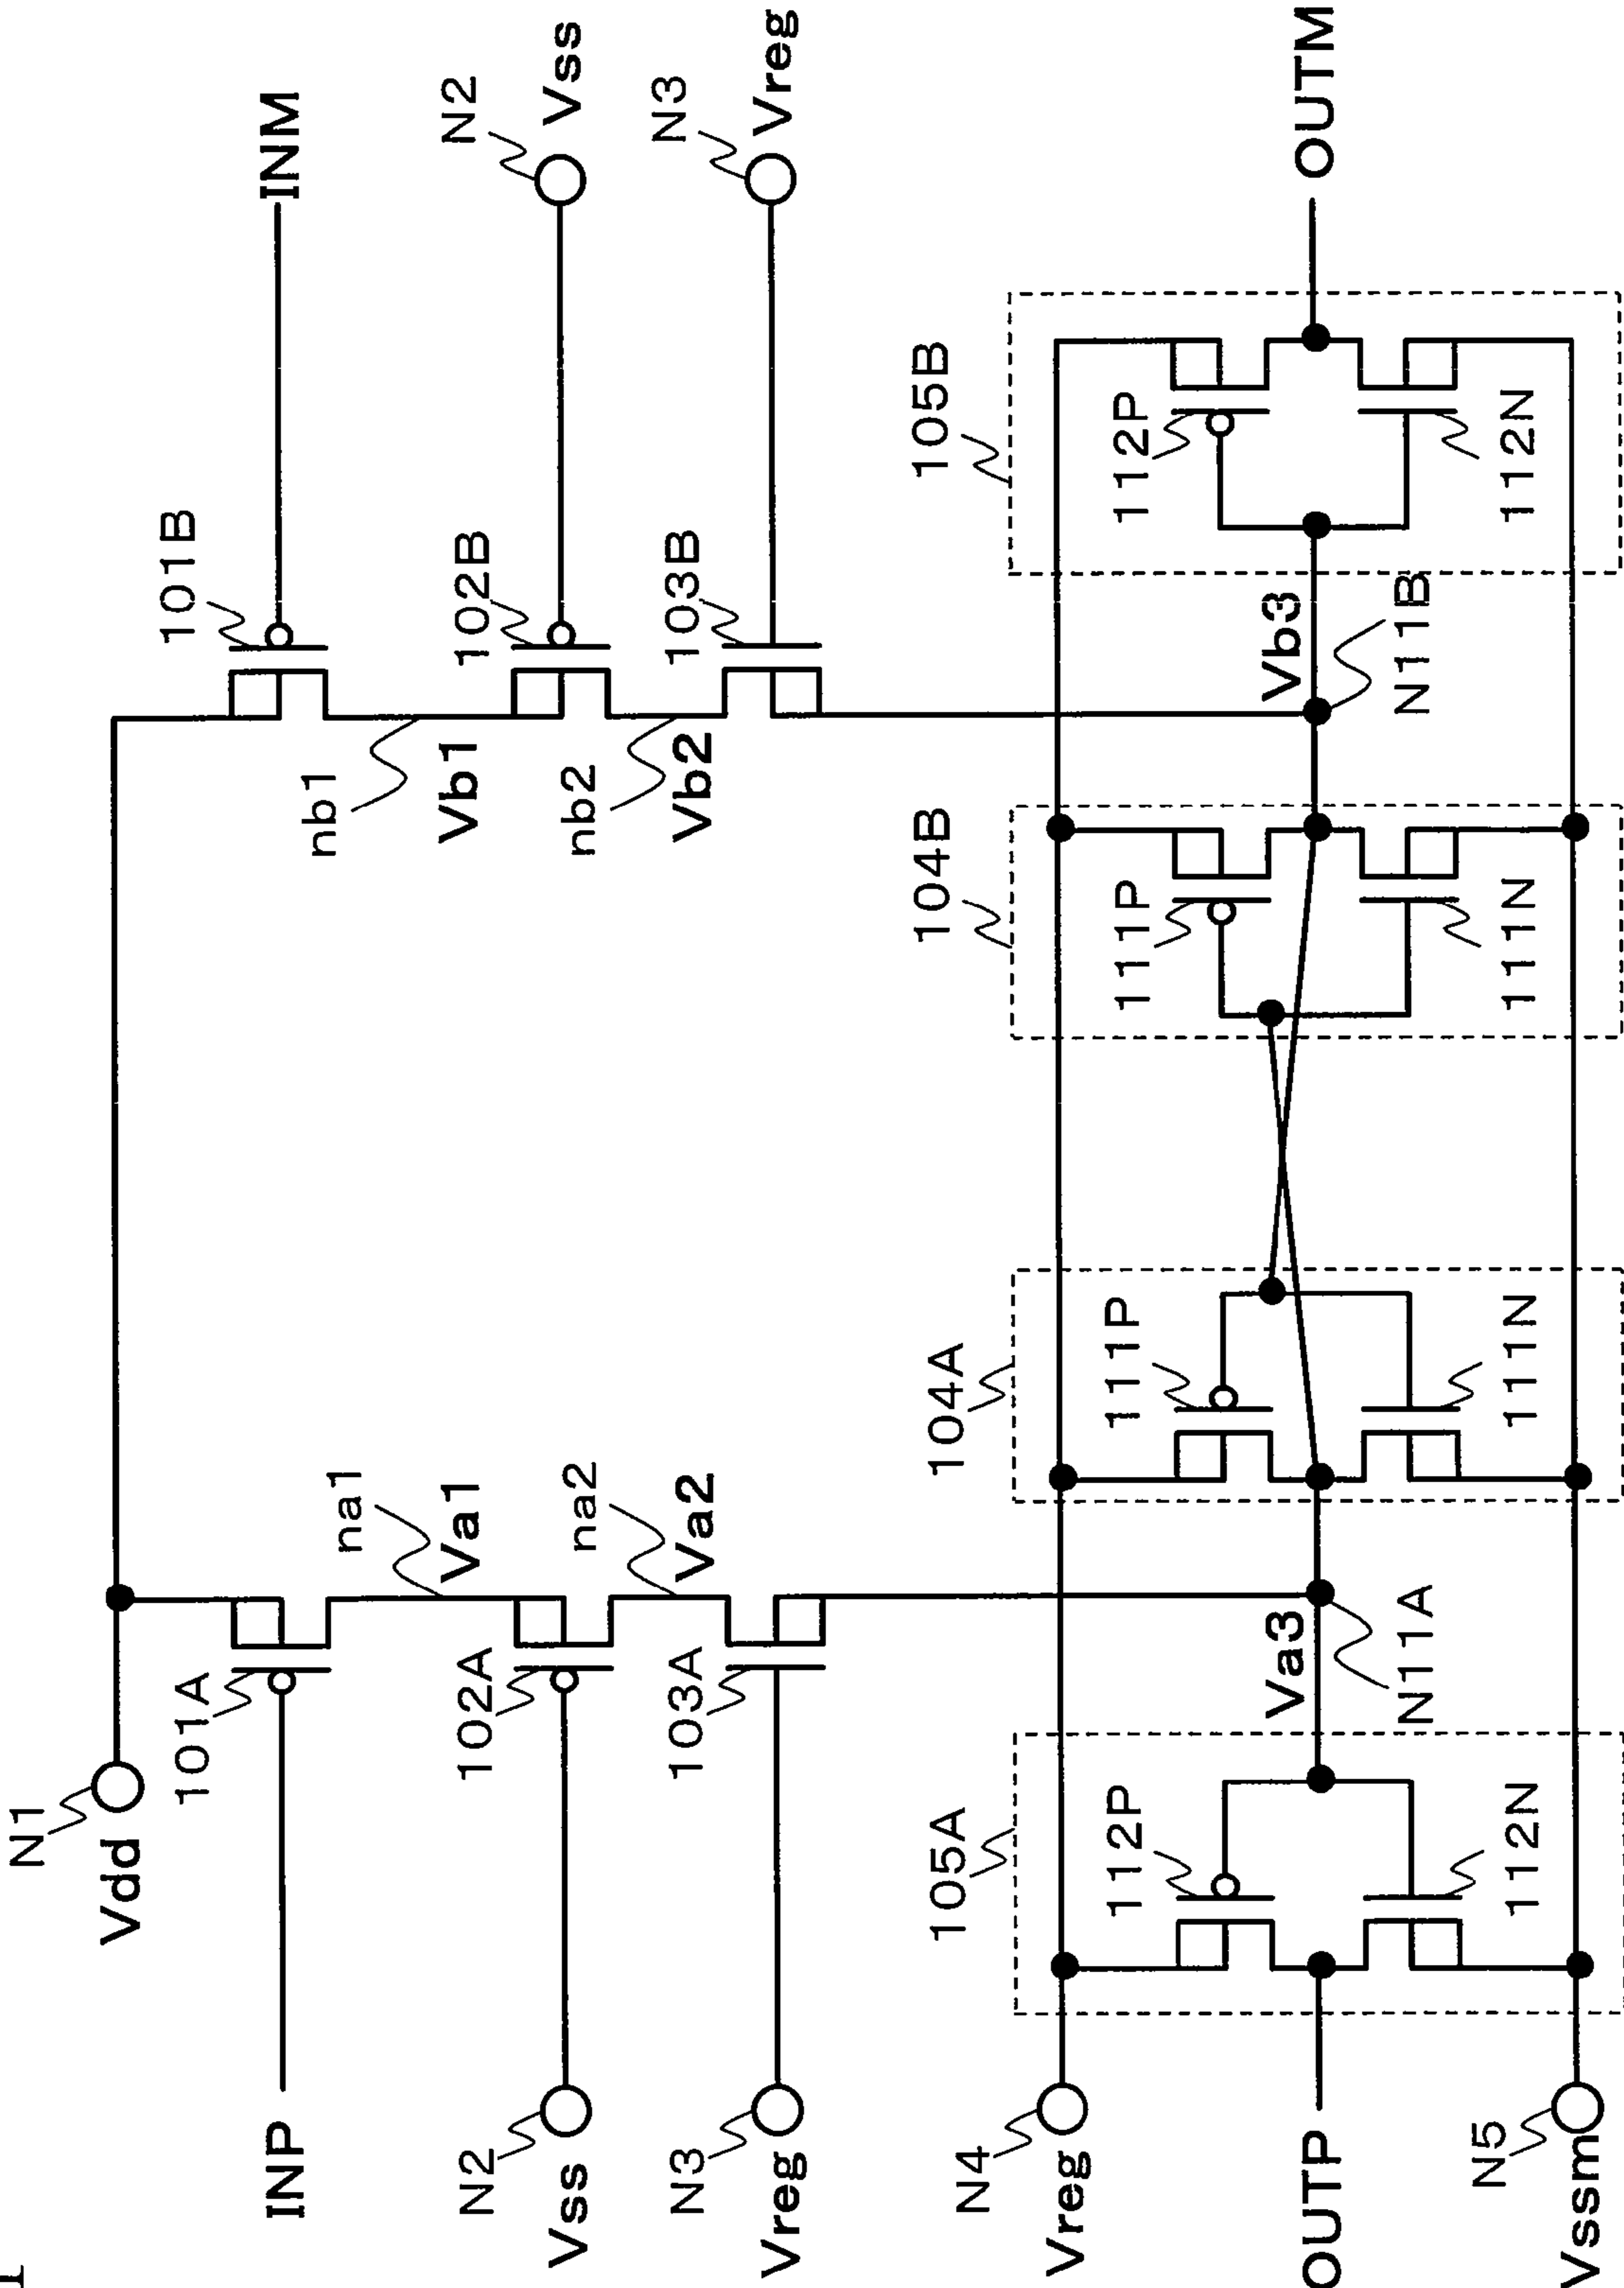 N1
Vdd
INP
101A
na1
Va1
N2
Vss
102A
na2
Va2
N3
Vreg
103A
INM
101B
nb1
Vb1
N2
Vss
102B
nb2
Vb2
N3
Vreg
103B
N4
Vreg
105A
112P
112N
OUTP
N5
Vssm
Va3
N11A
104A
111P
111N
104B
111P
111N
Vb3
N11B
105B
112P
112N
OUTM